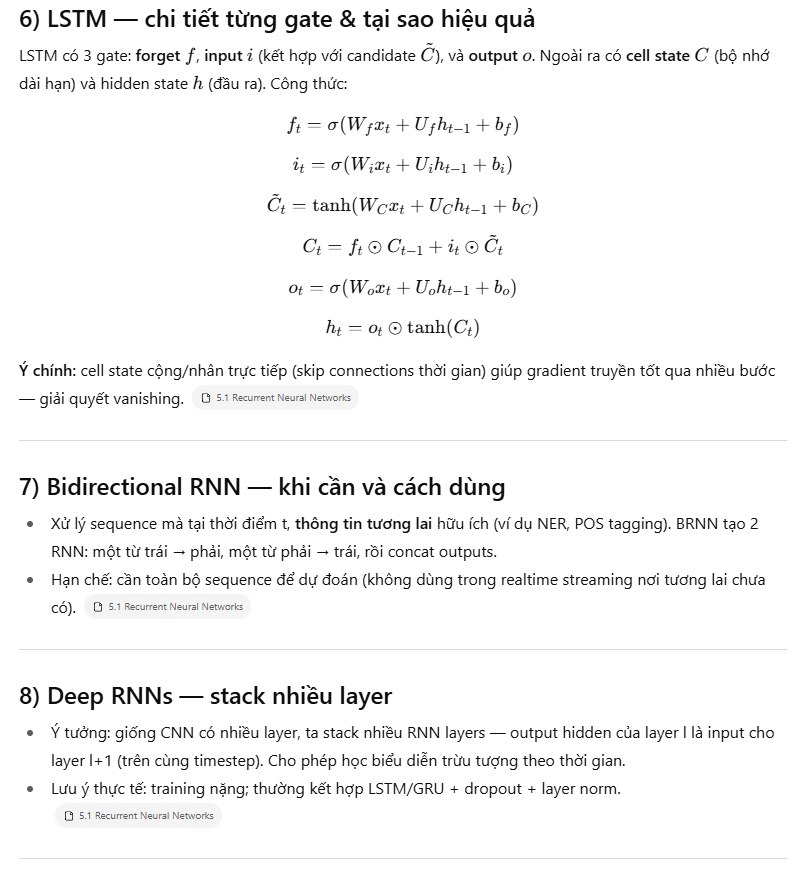 6) LSTM — chi tiết từng gate & tại sao hiệu quả
LSTM có 3 gate: forget f, input i (kết hợp với candidate C̃), và output o. Ngoài ra có cell state C (bộ nhớ
dài hạn) và hidden state h (đầu ra). Công thức:
fₜ = σ(W_f xₜ + U_f hₜ₋₁ + b_f)
iₜ = σ(W_i xₜ + U_i hₜ₋₁ + b_i)
C̃ₜ = tanh(W_C xₜ + U_C hₜ₋₁ + b_C)
Cₜ = fₜ ⊙ Cₜ₋₁ + iₜ ⊙ C̃ₜ
oₜ = σ(W_o xₜ + U_o hₜ₋₁ + b_o)
hₜ = oₜ ⊙ tanh(Cₜ)
Ý chính: cell state cộng/nhân trực tiếp (skip connections thời gian) giúp gradient truyền tốt qua nhiều bước
— giải quyết vanishing. 5.1 Recurrent Neural Networks
7) Bidirectional RNN — khi cần và cách dùng
• Xử lý sequence mà tại thời điểm t, thông tin tương lai hữu ích (ví dụ NER, POS tagging). BRNN tạo 2
RNN: một từ trái → phải, một từ phải → trái, rồi concat outputs.
• Hạn chế: cần toàn bộ sequence để dự đoán (không dùng trong realtime streaming nơi tương lai chưa
có). 5.1 Recurrent Neural Networks
8) Deep RNNs — stack nhiều layer
• Ý tưởng: giống CNN có nhiều layer, ta stack nhiều RNN layers — output hidden của layer l là input cho
layer l+1 (trên cùng timestep). Cho phép học biểu diễn trừu tượng theo thời gian.
• Lưu ý thực tế: training nặng; thường kết hợp LSTM/GRU + dropout + layer norm.
5.1 Recurrent Neural Networks